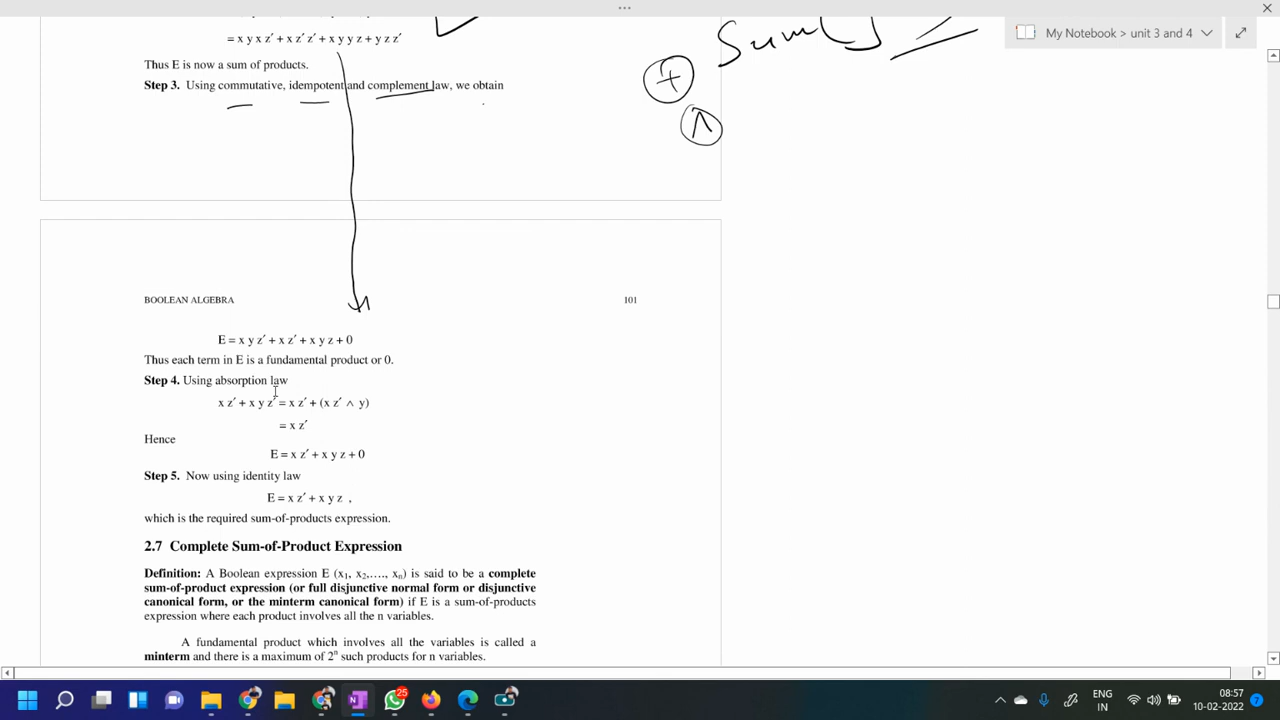 = x y x z′ + x z′ z′ + x y y z + y z z′
Sum( )
My Notebook > unit 3 and 4
Thus E is now a sum of products.
+
Step 3. Using commutative, idempotent and complement law, we obtain
∧
BOOLEAN ALGEBRA 101
E = x y z′ + x z′ + x y z + 0
Thus each term in E is a fundamental product or 0.
Step 4. Using absorption law
x z′ + x y z′ = x z′ + (x z′ ∧ y)
= x z′
Hence
E = x z′ + x y z + 0
Step 5. Now using identity law
E = x z′ + x y z ,
which is the required sum-of-products expression.
2.7 Complete Sum-of-Product Expression
Definition: A Boolean expression E (x1, x2,…., xn) is said to be a complete
sum-of-product expression (or full disjunctive normal form or disjunctive
canonical form, or the minterm canonical form) if E is a sum-of-products
expression where each product involves all the n variables.
A fundamental product which involves all the variables is called a
minterm and there is a maximum of 2n such products for n variables.
25
ENG
IN
08:57
10-02-2022
7